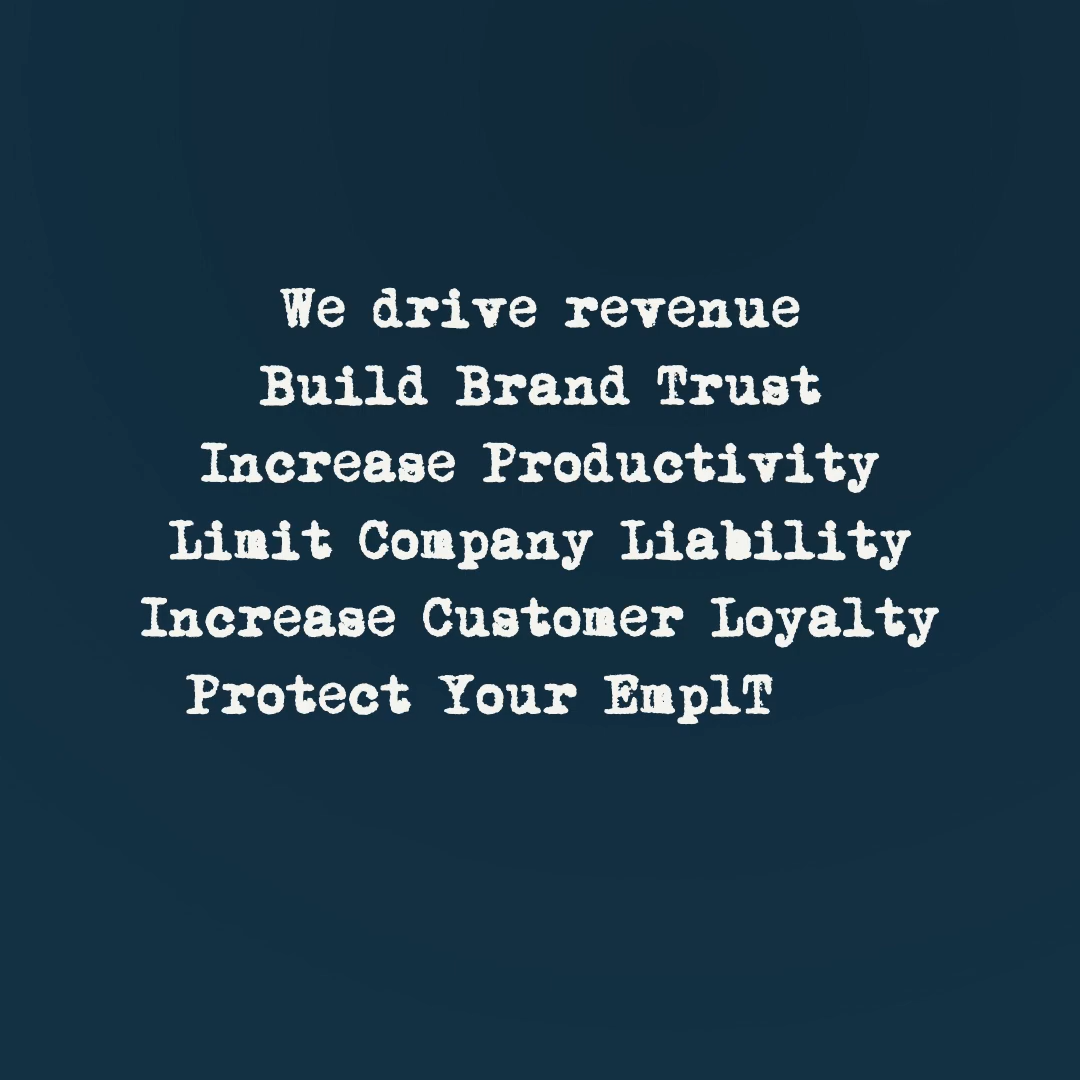 We drive revenue
Build Brand Trust
Increase Productivity
Limit Company Liability
Increase Customer Loyalty
Protect Your EmplT